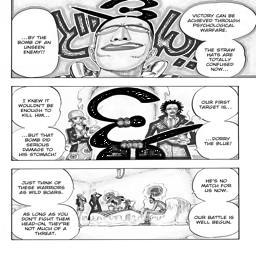 VICTORY CAN BE
ACHIEVED THROUGH
PSYCHOLOGICAL
WARFARE.
THE STRAW
HATS ARE
TOTALLY
CONFUSED
NOW...
...BY THE
BOMB OF AN
UNSEEN
ENEMY!!
OUR FIRST
TARGET IS...
...DORRY
THE BLUE!
I KNEW IT
WOULDN'T BE
ENOUGH TO
KILL HIM...
...BUT THAT
BOMB DID
SERIOUS
DAMAGE TO
HIS STOMACH!
HE'S NO
MATCH FOR
US NOW.
OUR BATTLE IS
WELL BEGUN.
JUST THINK OF
THESE WARRIORS
AS WILD BOARS.
AS LONG AS YOU
DON'T FIGHT THEM
HEAD-ON, THEY'RE
NOT MUCH OF A
THREAT.